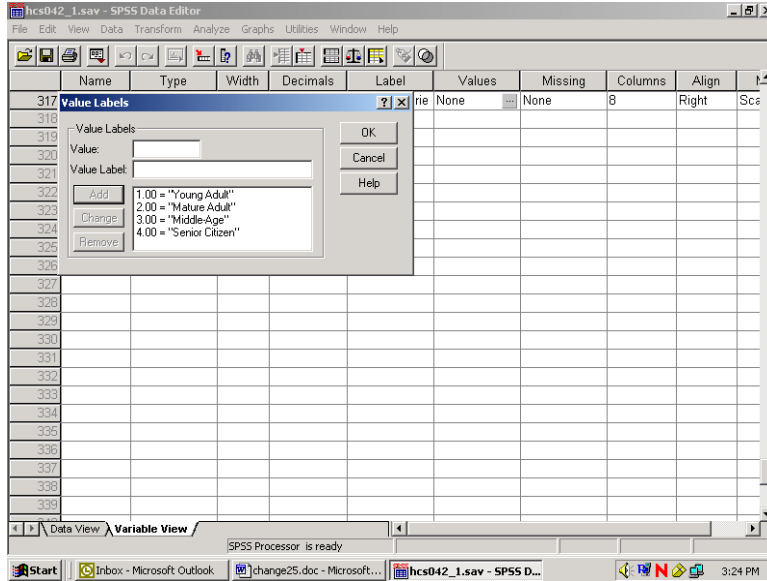 hcs042_1.sav - SPSS Data Editor
File Edit View Data Transform Analyze Graphs Utilities Window Help
Name Type Width Decimals Label Values Missing Columns Align
317 Value Labels rie None ... None 8 Right Sca
318
Value Labels
319
Value:
320
Value Label:
321
OK
Cancel
Help
322
Add
Change
Remove
1.00 = "Young Adult"
2.00 = "Mature Adult"
3.00 = "Middle-Age"
4.00 = "Senior Citizen"
323
324
325
326
327
328
329
330
331
332
333
334
335
336
337
338
339
Data View Variable View
SPSS Processor is ready
Start Inbox - Microsoft Outlook change25.doc - Microsoft... hcs042_1.sav - SPSS D... 3:24 PM